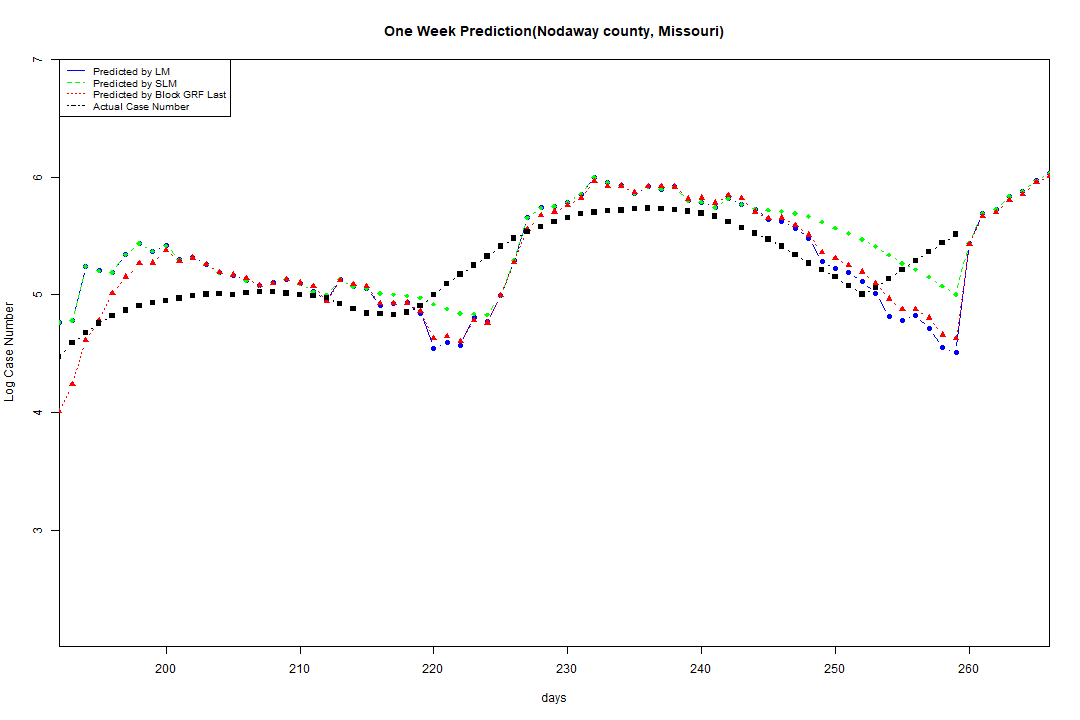 One Week Prediction(Nodaway county, Missouri)
Predicted by LM
Predicted by SLM
Predicted by Block GRF Last
Actual Case Number
7
6
5
4
3
Log Case Number
200 210 220 230 240 250 260
days